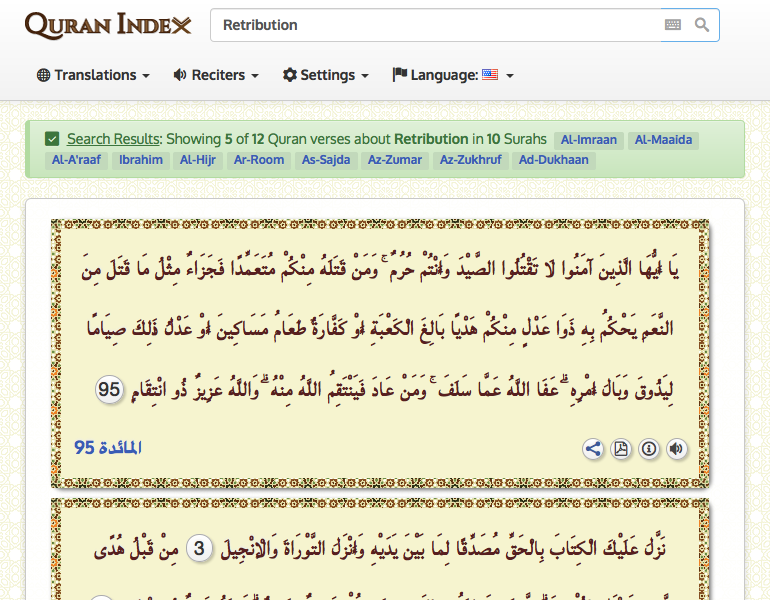 QURAN INDEX
Retribution
Translations Reciters Settings Language:
Search Results: Showing 5 of 12 Quran verses about Retribution in 10 Surahs Al-Imraan Al-Maaida
Al-A'raaf Ibrahim Al-Hijr Ar-Room As-Sajda Az-Zumar Az-Zukhruf Ad-Dukhaan
يَا أَيُّهَا الَّذِينَ آمَنُوا لَا تَقْتُلُوا الصَّيْدَ وَأَنْتُمْ حُرُمٌ ۚ وَمَنْ قَتَلَهُ مِنْكُمْ مُتَعَمِّدًا فَجَزَاءٌ مِثْلُ مَا قَتَلَ مِنَ
النَّعَمِ يَحْكُمُ بِهِ ذَوَا عَدْلٍ مِنْكُمْ هَدْيًا بَالِغَ الْكَعْبَةِ أَوْ كَفَّارَةٌ طَعَامُ مَسَاكِينَ أَوْ عَدْلُ ذَلِكَ صِيَامًا
لِيَذُوقَ وَبَالَ أَمْرِهِ ۗ عَفَا اللَّهُ عَمَّا سَلَفَ ۚ وَمَنْ عَادَ فَيَنْتَقِمُ اللَّهُ مِنْهُ ۗ وَاللَّهُ عَزِيزٌ ذُو انْتِقَامٍ 95
المائدة 95
نَزَّلَ عَلَيْكَ الْكِتَابَ بِالْحَقِّ مُصَدِّقًا لِمَا بَيْنَ يَدَيْهِ وَأَنْزَلَ التَّوْرَاةَ وَالْإِنْجِيلَ 3 مِنْ قَبْلُ هُدًى